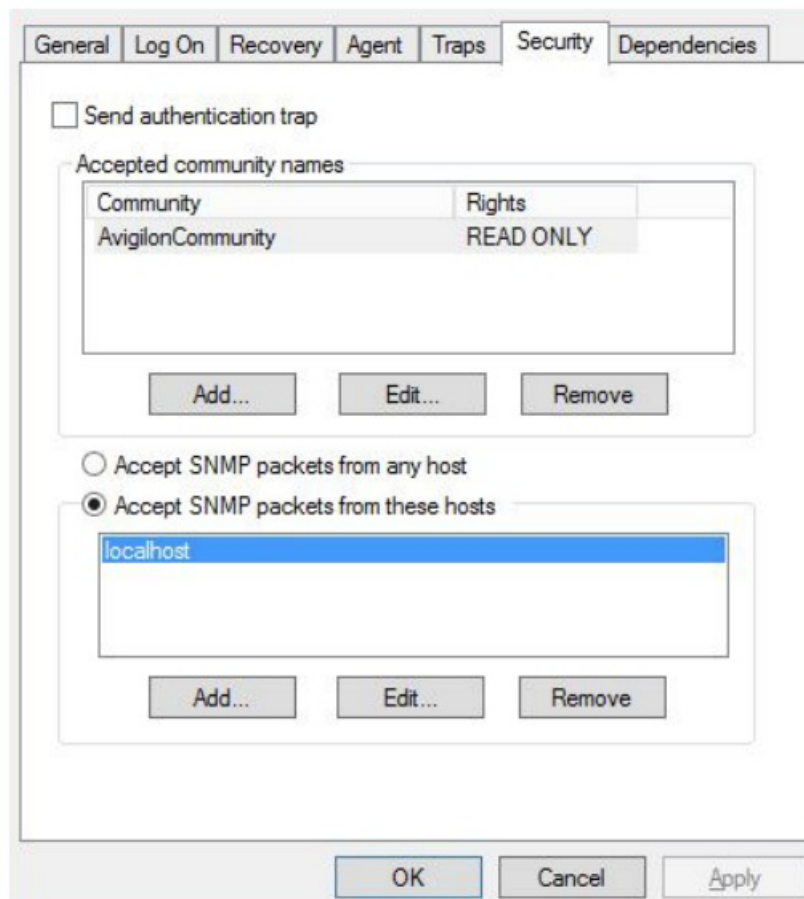 General Log On Recovery Agent Traps Security Dependencies
Send authentication trap
Accepted community names
Community Rights
AvigilonCommunity READ ONLY
Add... Edit... Remove
Accept SNMP packets from any host
Accept SNMP packets from these hosts
localhost
Add... Edit... Remove
OK Cancel Apply